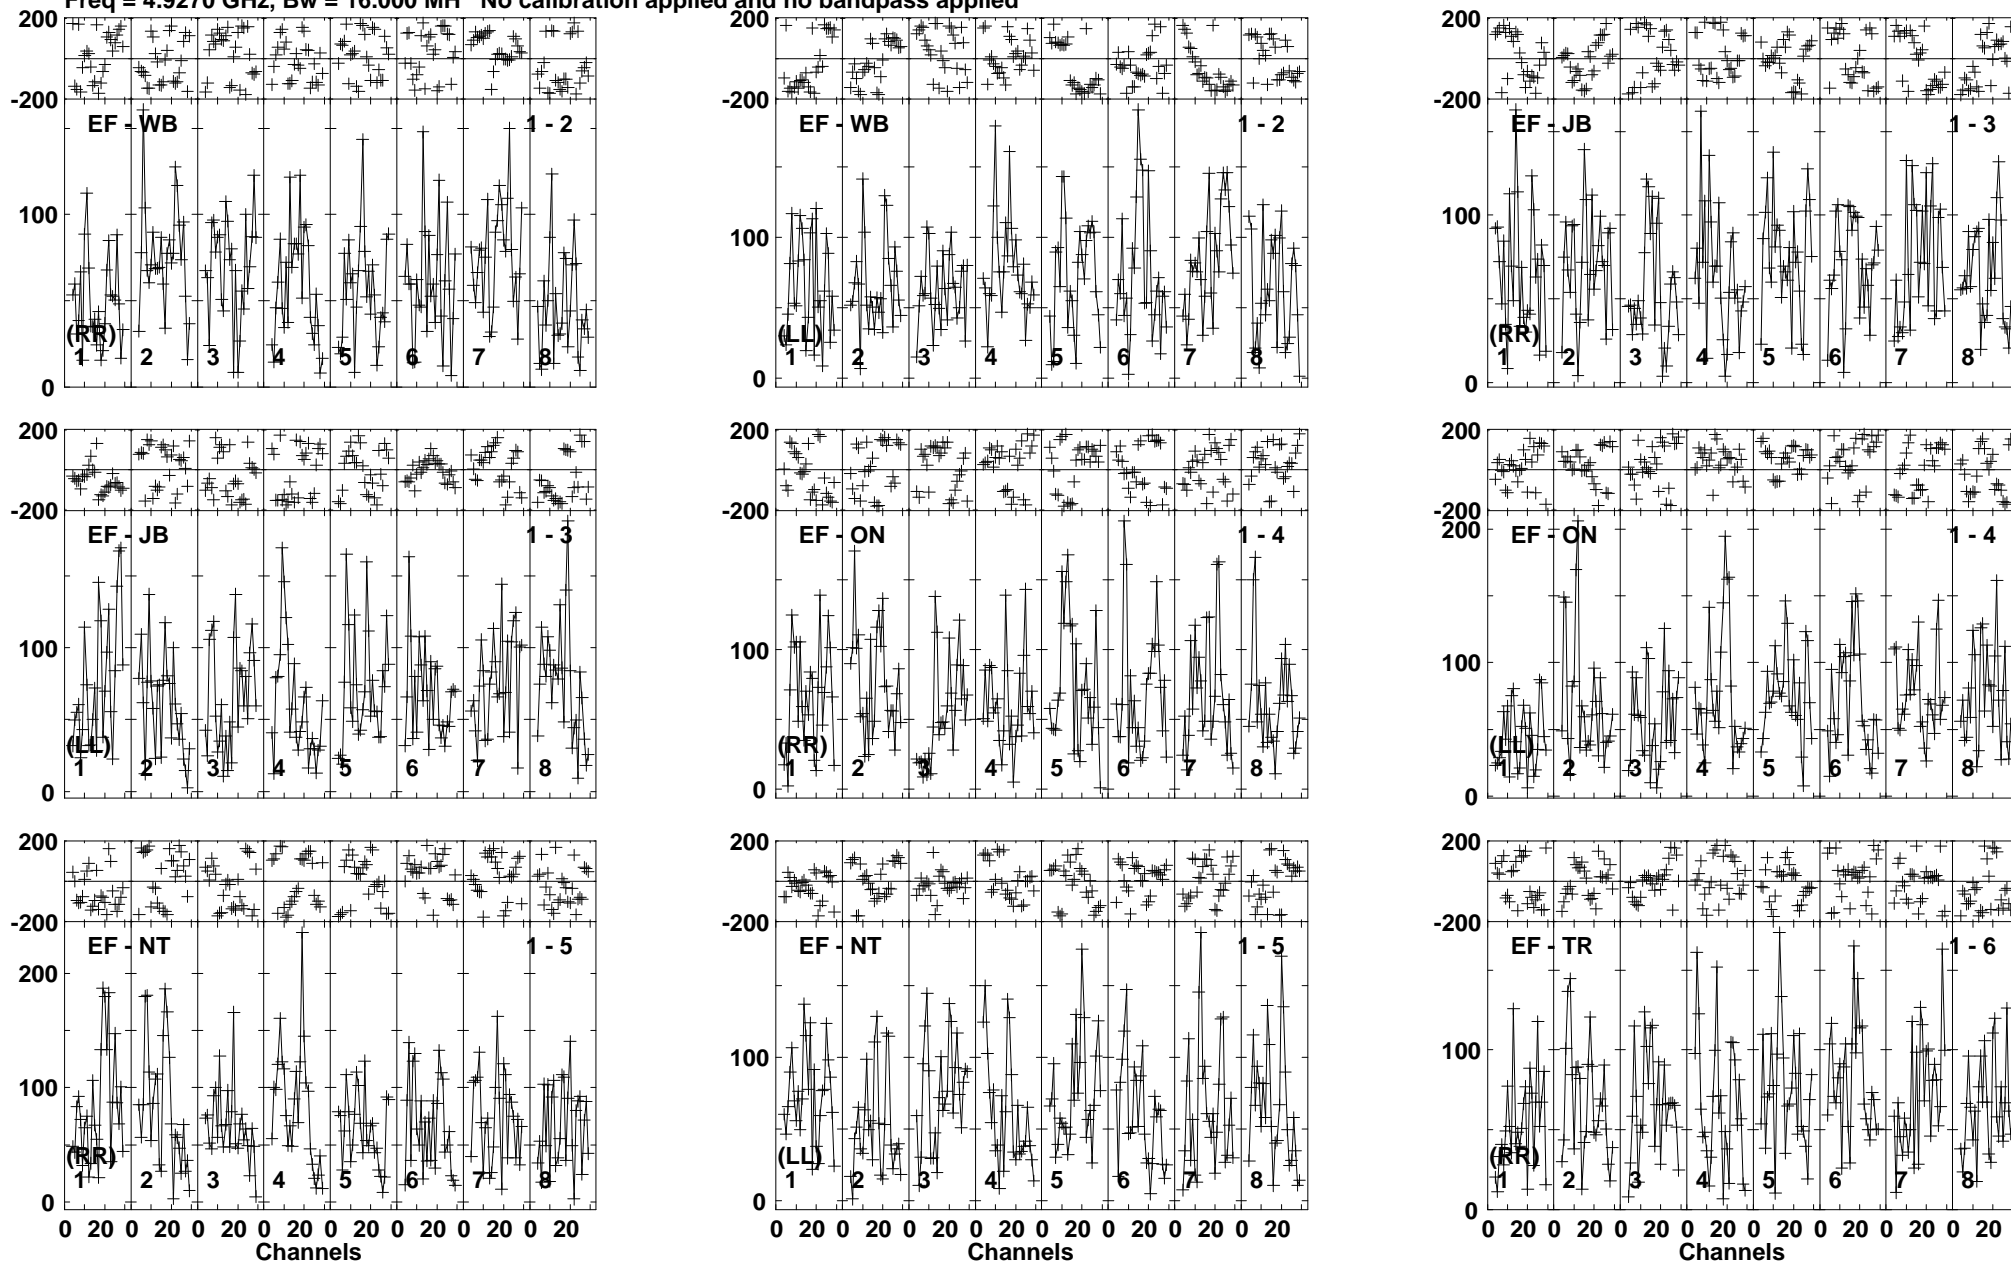 Freq = 4.9270 GHz, Bw = 16.000 MH No calibration applied and no bandpass applied
200 200 200
-200 -200 -200
EF - WB 1 - 2 EF - WB 1 - 2 EF - JB 1 - 3
100 100 100
(RR) (LL) (RR)
1 2 3 4 5 6 7 8 1 2 3 4 5 6 7 8 1 2 3 4 5 6 7 8
0 0 0
200 200 200
-200 -200 -200
EF - JB 1 - 3 EF - ON 1 - 4 200 EF - ON 1 - 4
100 100 100
(LL) (RR) (LL)
1 2 3 4 5 6 7 8 1 2 3 4 5 6 7 8 1 2 3 4 5 6 7 8
0 0 0
200 200 200
-200 -200 -200
EF - NT 1 - 5 EF - NT 1 - 5 EF - TR 1 - 6
200
100 100 100
(RR) (LL) (RR)
1 2 3 4 5 6 7 8 1 2 3 4 5 6 7 8 1 2 3 4 5 6 7 8
0 0 0
0 20 0 20 0 20 0 20 0 20 0 20 0 20 0 20 0 20 0 20 0 20 0 20 0 20 0 20 0 20 0 20 0 20 0 20 0 20 0 20 0 20 0 20 0 20 0 20
Channels Channels Channels